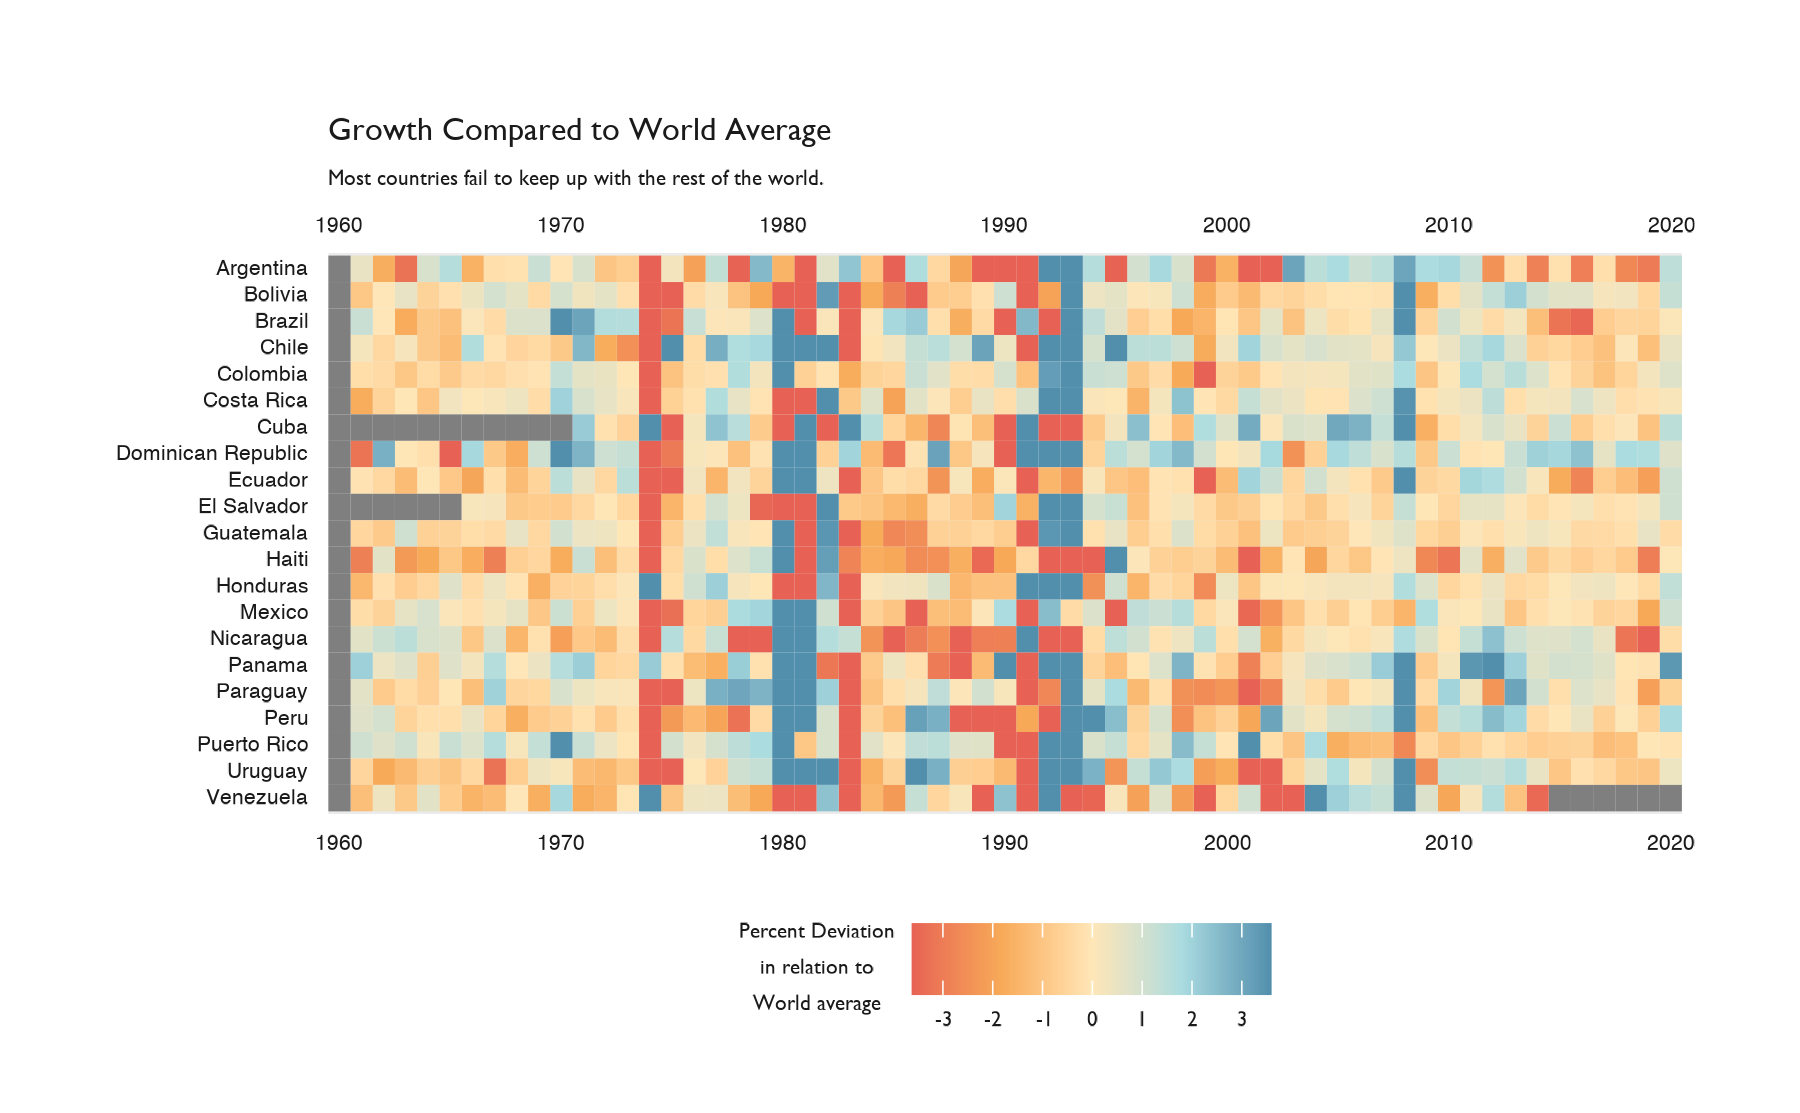 Growth Compared to World Average
Most countries fail to keep up with the rest of the world.
1960 1970 1980 1990 2000 2010 2020
Argentina
Bolivia
Brazil
Chile
Colombia
Costa Rica
Cuba
Dominican Republic
Ecuador
El Salvador
Guatemala
Haiti
Honduras
Mexico
Nicaragua
Panama
Paraguay
Peru
Puerto Rico
Uruguay
Venezuela
1960 1970 1980 1990 2000 2010 2020
Percent Deviation
in relation to
World average
-3 -2 -1 0 1 2 3